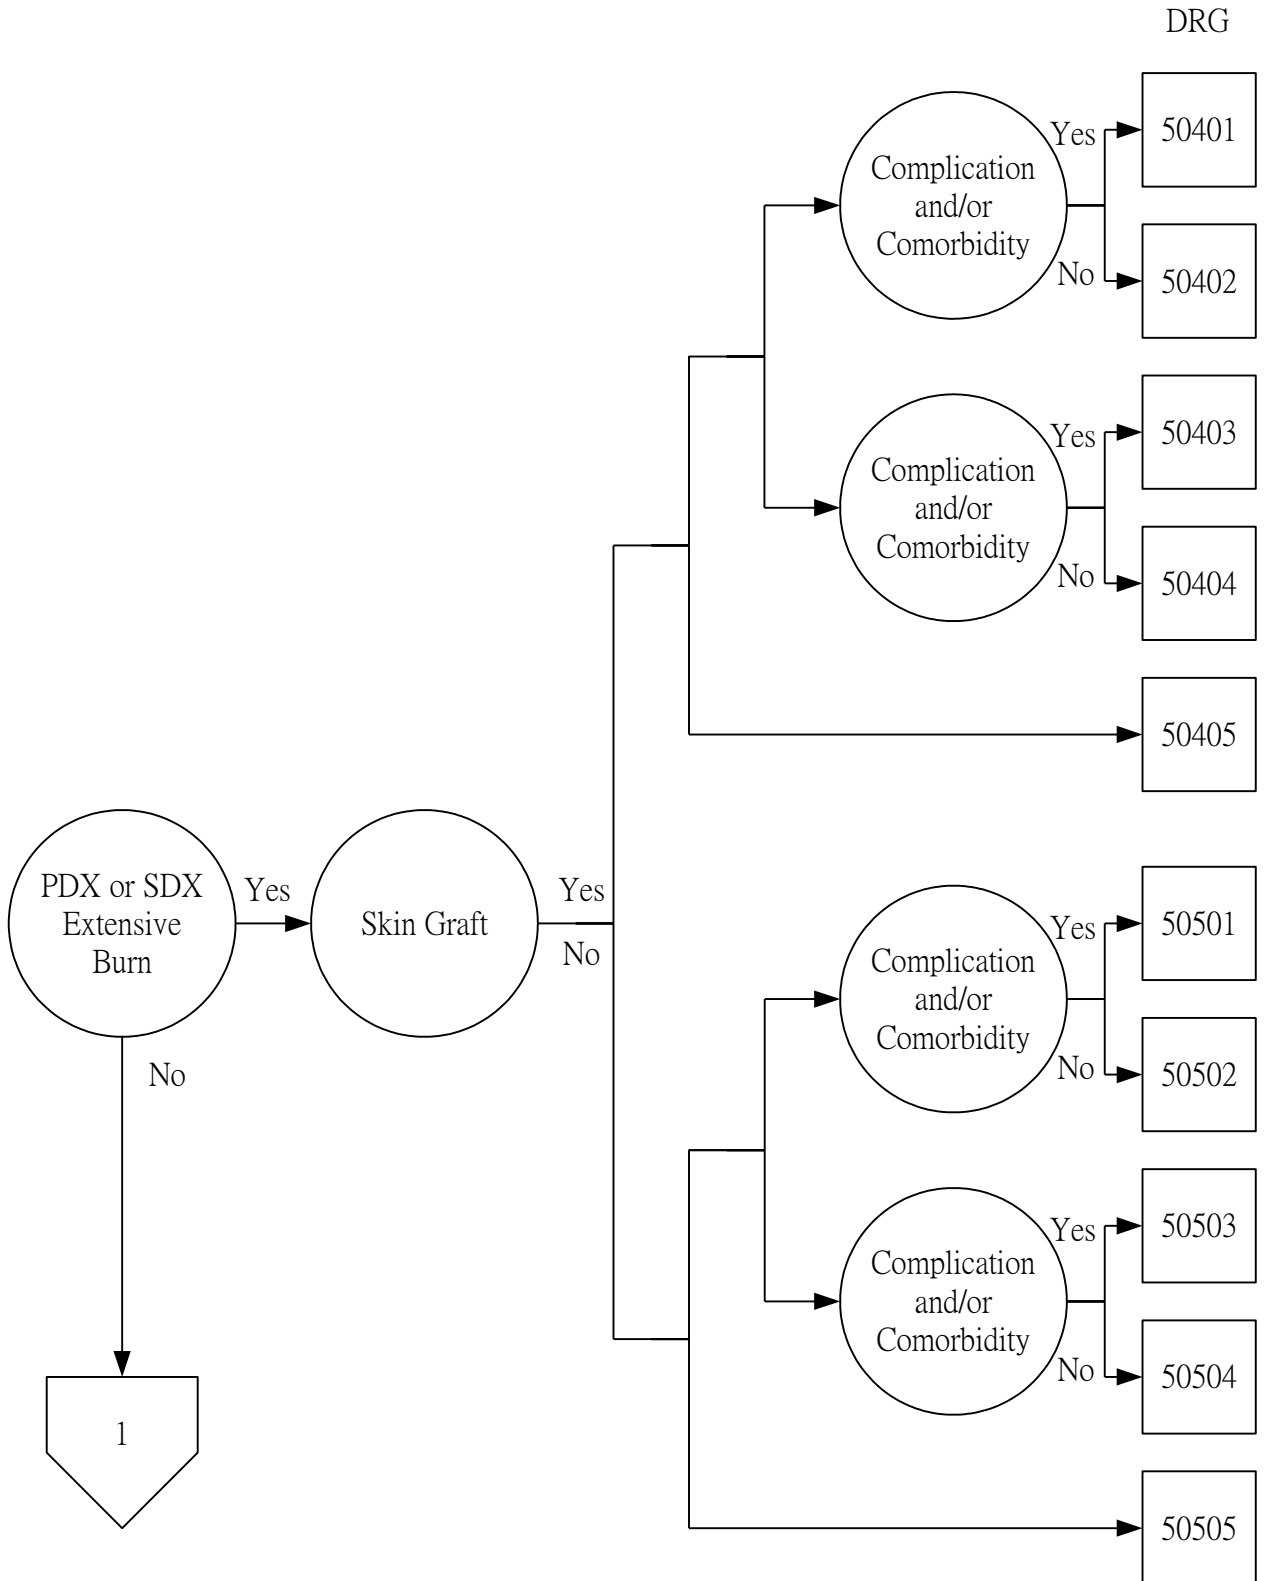 DRG
Complication
and/or
Comorbidity
Yes
No
50401
50402
Complication
and/or
Comorbidity
Yes
No
50403
50404
50405
PDX or SDX
Extensive
Burn
Yes
No
Skin Graft
Yes
No
Complication
and/or
Comorbidity
Yes
No
50501
50502
Complication
and/or
Comorbidity
Yes
No
50503
50504
1
50505